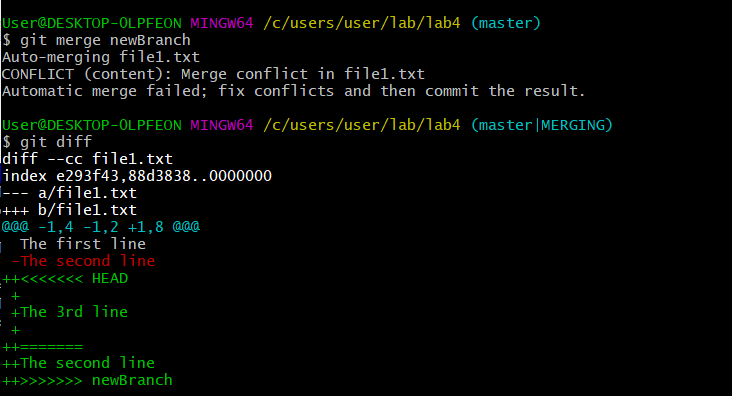 User@DESKTOP-OLPFEON MINGW64 /c/users/user/lab/lab4 (master)
$ git merge newBranch
Auto-merging file1.txt
CONFLICT (content): Merge conflict in file1.txt
Automatic merge failed; fix conflicts and then commit the result.
User@DESKTOP-OLPFEON MINGW64 /c/users/user/lab/lab4 (master|MERGING)
$ git diff
diff --cc file1.txt
index e293f43,88d3838..0000000
--- a/file1.txt
+++ b/file1.txt
@@@ -1,4 -1,2 +1,8 @@@
  The first line
 -The second line
++<<<<<<< HEAD
 +
 +The 3rd line
 +
++=======
++The second line
++>>>>>>> newBranch